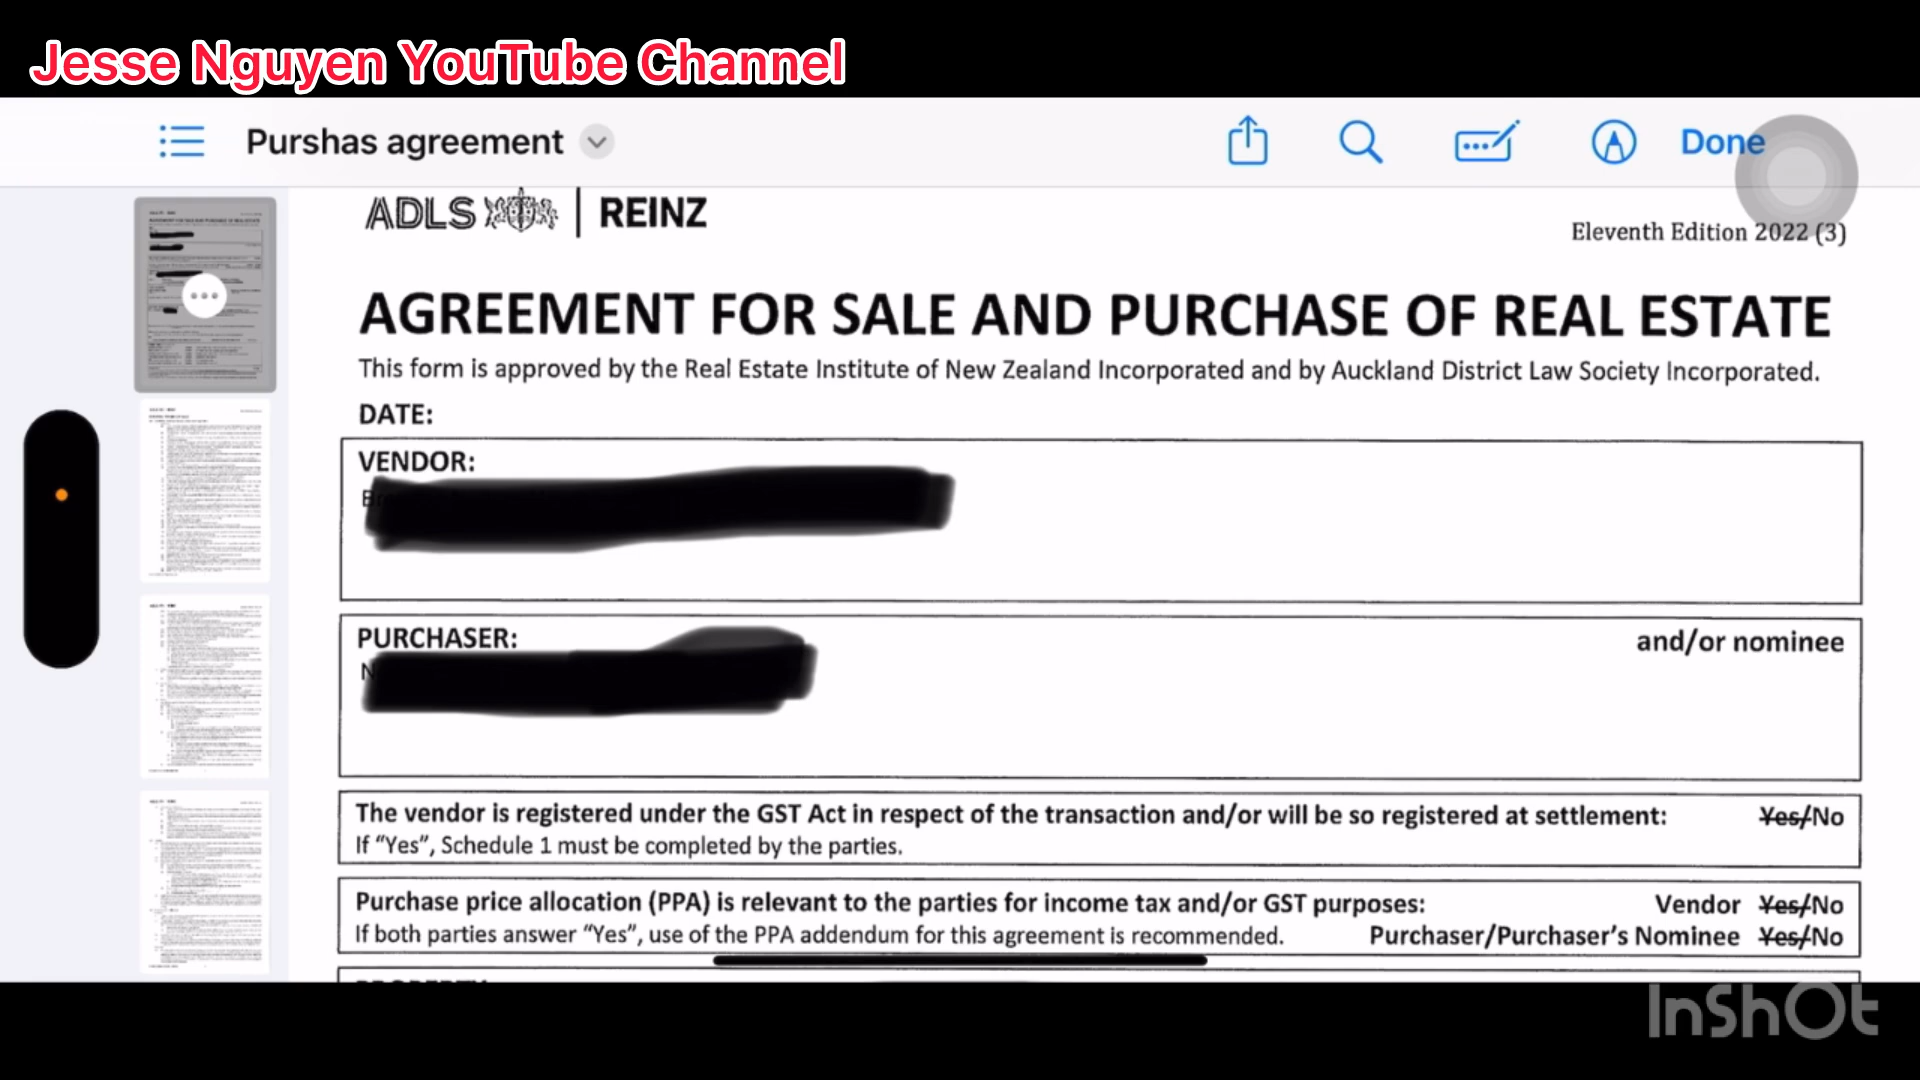 Jesse Nguyen YouTube Channel
Purshas agreement
Done
ADLS | REINZ
Eleventh Edition 2022 (3)
AGREEMENT FOR SALE AND PURCHASE OF REAL ESTATE
This form is approved by the Real Estate Institute of New Zealand Incorporated and by Auckland District Law Society Incorporated.
DATE:
VENDOR:
PURCHASER:
and/or nominee
The vendor is registered under the GST Act in respect of the transaction and/or will be so registered at settlement: Yes/No
If “Yes”, Schedule 1 must be completed by the parties.
Purchase price allocation (PPA) is relevant to the parties for income tax and/or GST purposes: Vendor Yes/No
If both parties answer “Yes”, use of the PPA addendum for this agreement is recommended. Purchaser/Purchaser’s Nominee Yes/No
InShOt